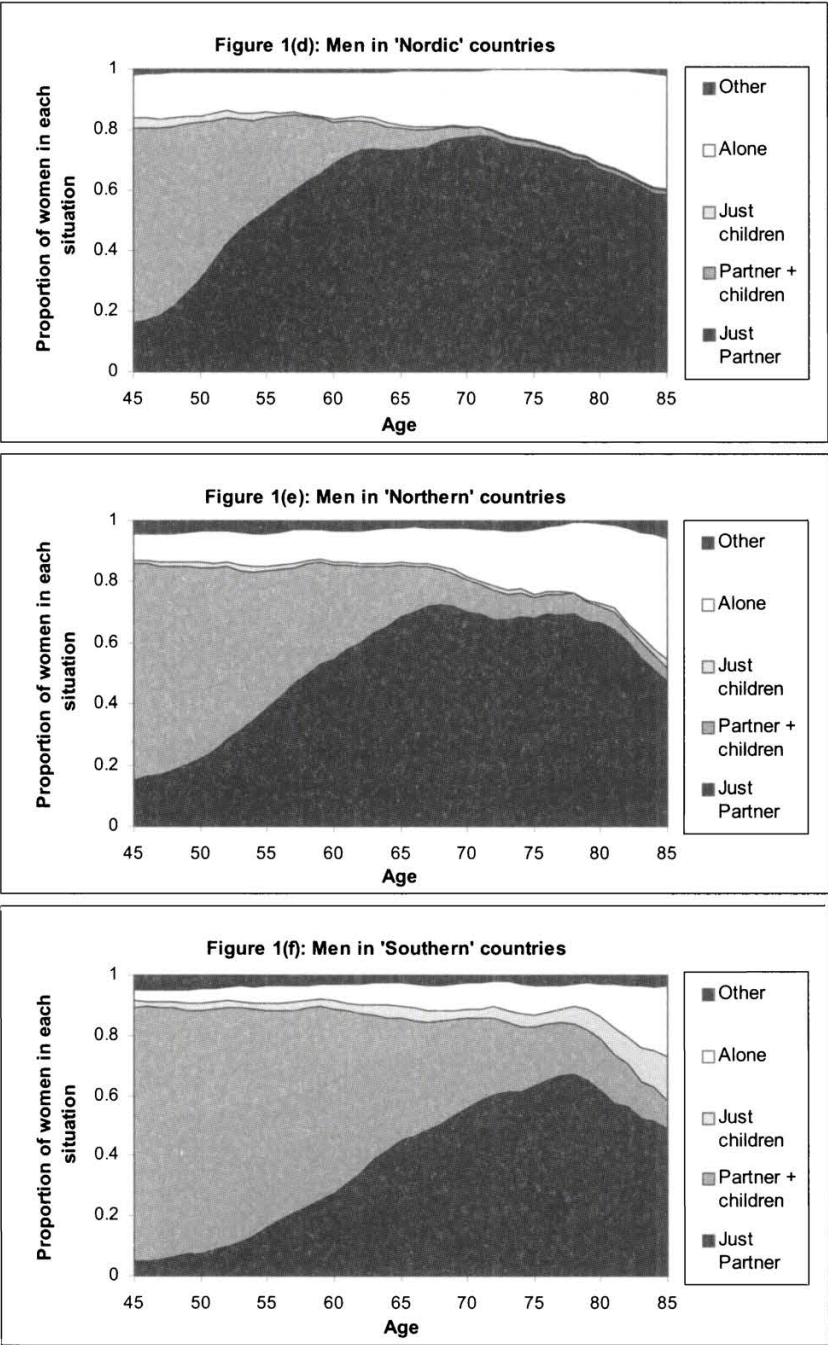 Figure 1(d): Men in 'Nordic' countries
Proportion of women in each
situation
1
0.8
0.6
0.4
0.2
0
45 50 55 60 65 70 75 80 85
Age
Other
Alone
Just
children
Partner +
children
Just
Partner
Figure 1(e): Men in 'Northern' countries
Proportion of women in each
situation
1
0.8
0.6
0.4
0.2
0
45 50 55 60 65 70 75 80 85
Age
Other
Alone
Just
children
Partner +
children
Just
Partner
Figure 1(f): Men in 'Southern' countries
Proportion of women in each
situation
1
0.8
0.6
0.4
0.2
0
45 50 55 60 65 70 75 80 85
Age
Other
Alone
Just
children
Partner +
children
Just
Partner